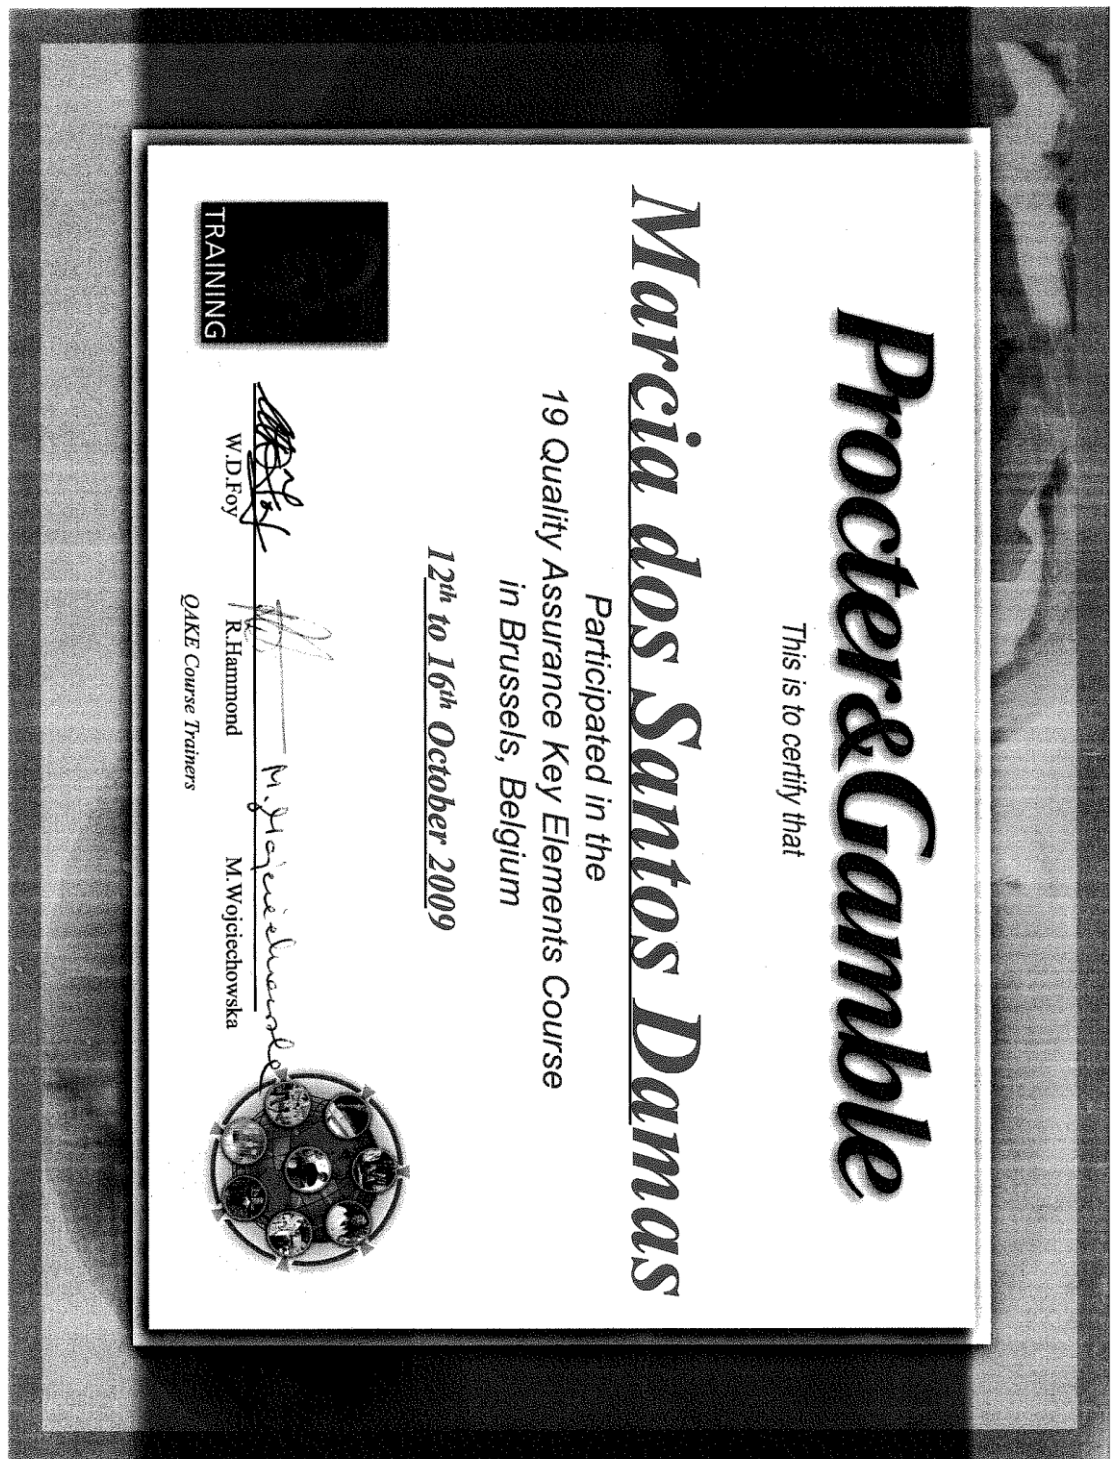 Procter&Gamble
This is to certify that
Marcia dos Santos Damas
Participated in the
19 Quality Assurance Key Elements Course
in Brussels, Belgium
12th to 16th October 2009
M.Wojciechowska
W.D.Foy R.Hammond M.Wojciechowska
QAKE Course Trainers
TRAINING